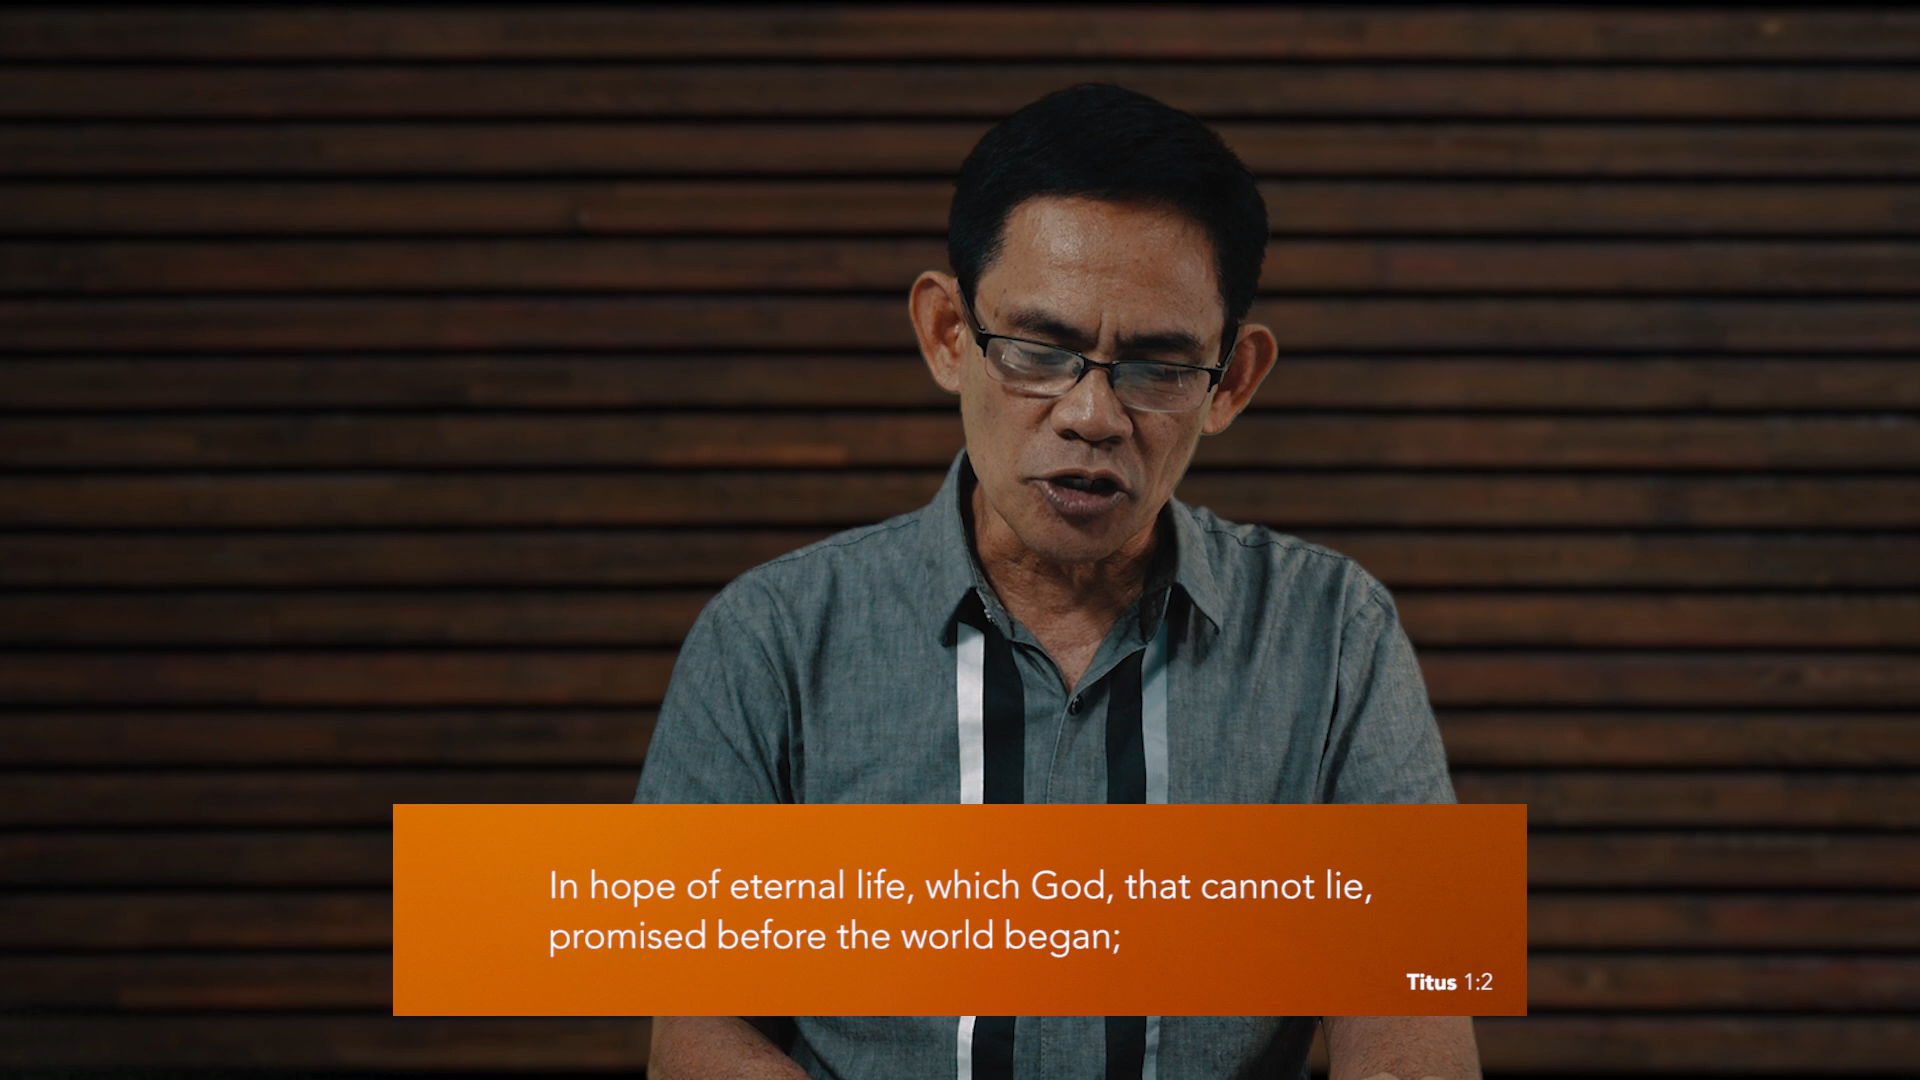 In hope of eternal life, which God, that cannot lie,
promised before the world began;
Titus 1:2